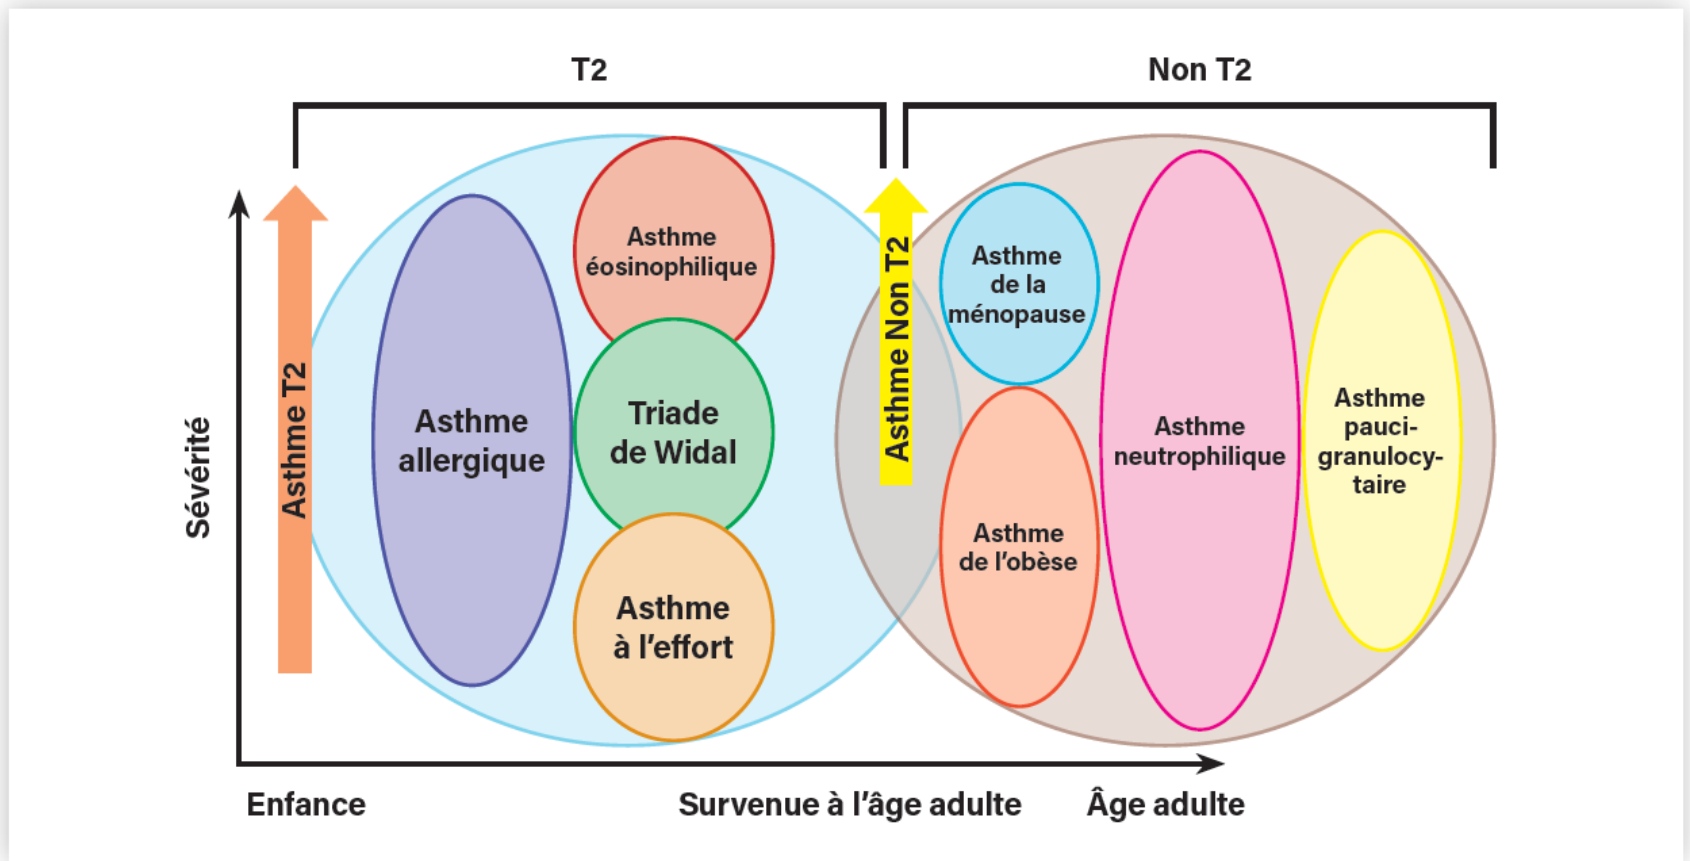 T2
Non T2
Sévérité
Asthme T2
Asthme
allergique
Asthme
éosinophilique
Triade
de Widal
Asthme
à l'effort
Asthme Non T2
Asthme
de la
ménopause
Asthme
de l'obèse
Asthme
neutrophilique
Asthme
pauci-
granulocy-
taire
Enfance
Survenue à l'âge adulte
Âge adulte